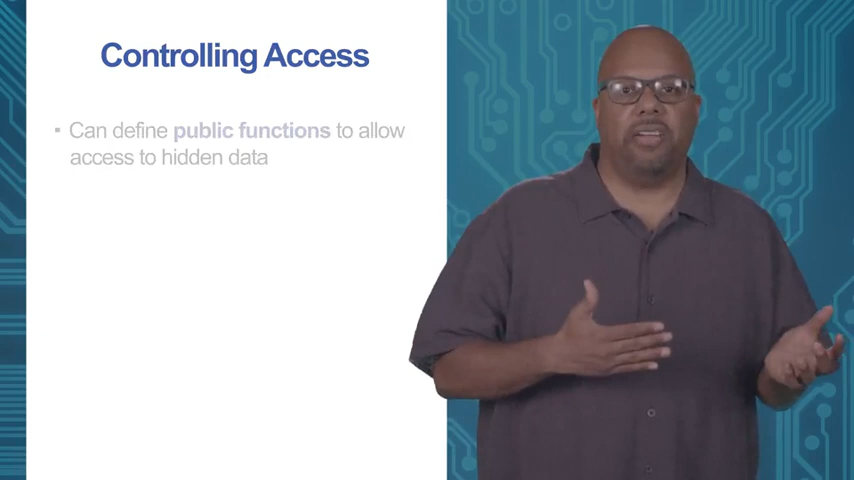 Controlling Access
▪ Can define public functions to allow
access to hidden data